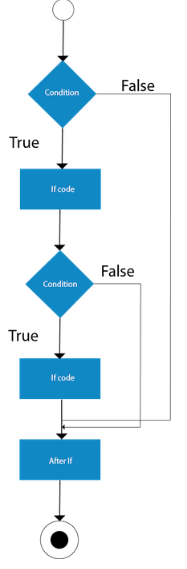 Condition
False
True
If code
Condition
False
True
If code
After If